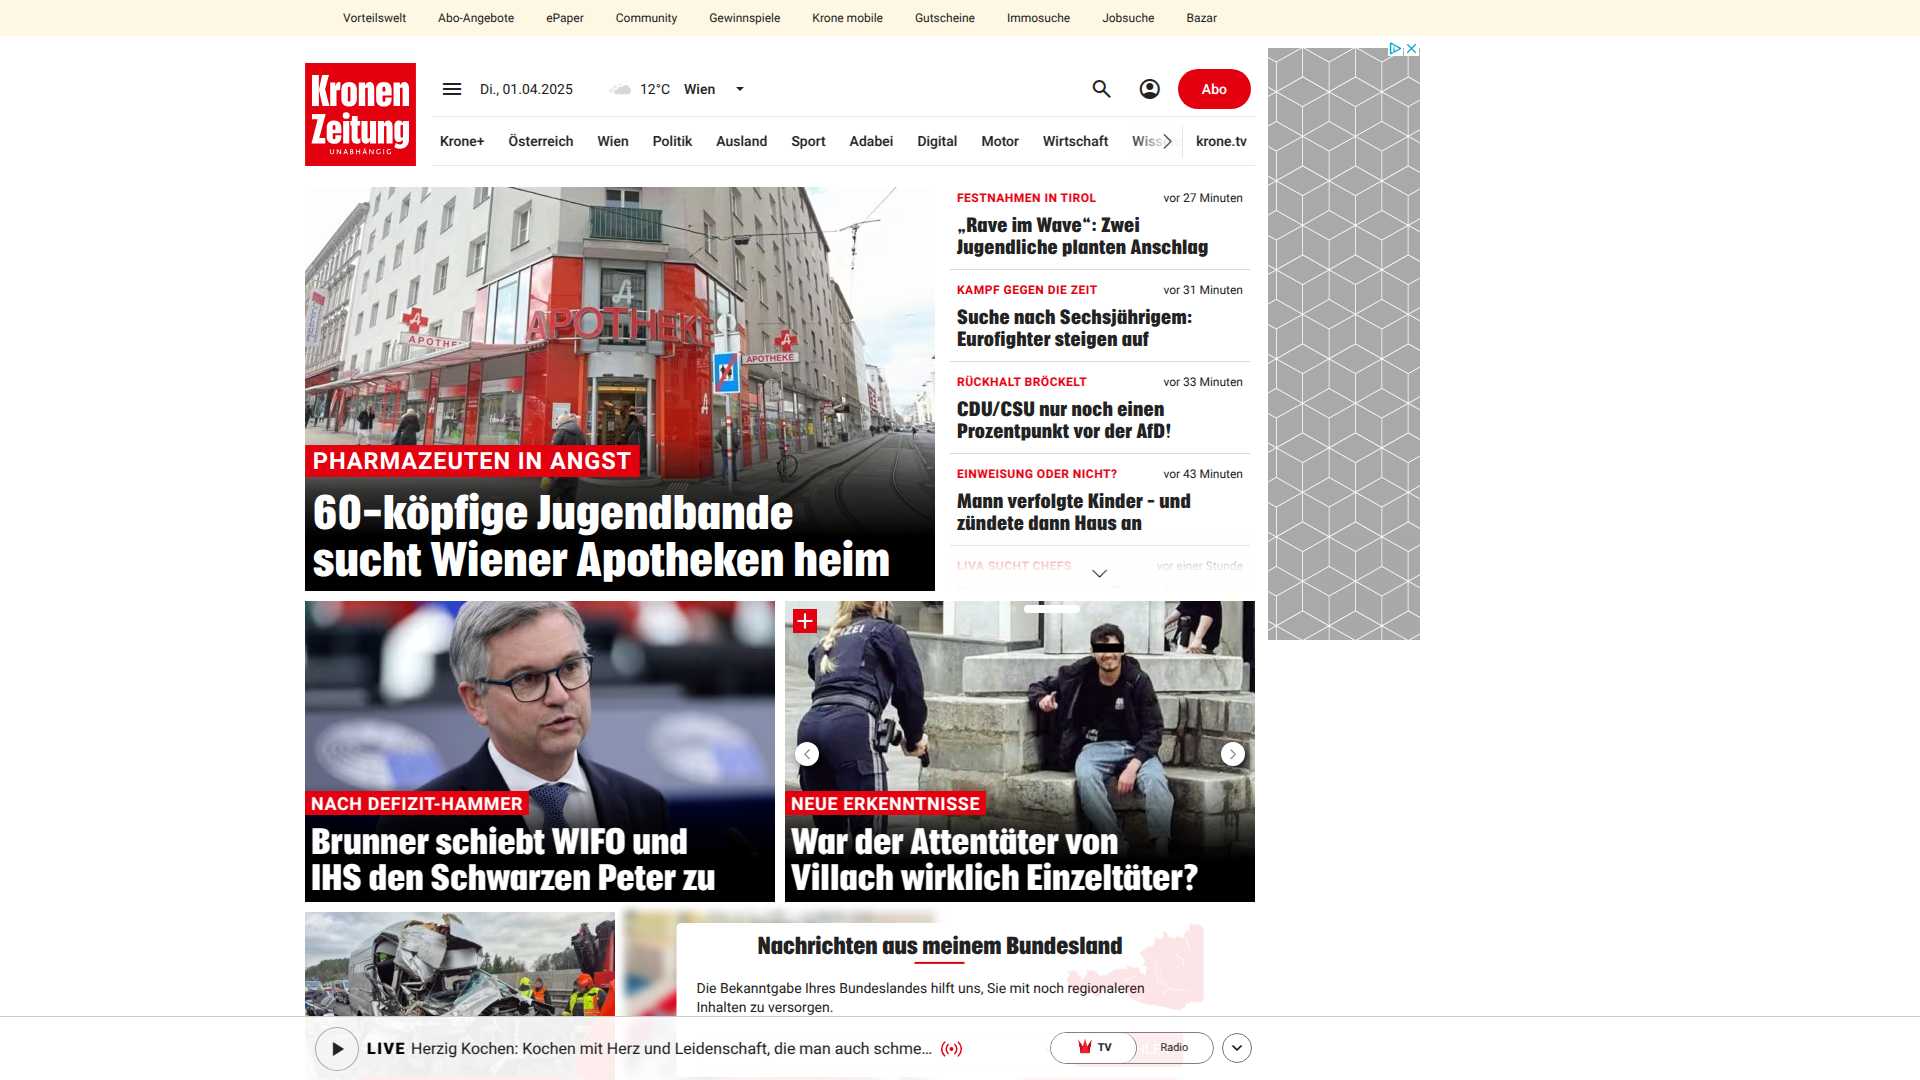 Vorteilswelt Abo-Angebote ePaper Community Gewinnspiele Krone mobile Gutscheine Immosuche Jobsuche Bazar
Kronen
Zeitung
UNABHÄNGIG
Di., 01.04.2025 12°C Wien
Abo
Krone+ Österreich Wien Politik Ausland Sport Adabei Digital Motor Wirtschaft Wiss krone.tv
APOTHEKE
APOTHEKE
PHARMAZEUTEN IN ANGST
60-köpfige Jugendbande
sucht Wiener Apotheken heim
FESTNAHMEN IN TIROL vor 27 Minuten
„Rave im Wave“: Zwei
Jugendliche planten Anschlag
KAMPF GEGEN DIE ZEIT vor 31 Minuten
Suche nach Sechsjährigem:
Eurofighter steigen auf
RÜCKHALT BRÖCKELT vor 33 Minuten
CDU/CSU nur noch einen
Prozentpunkt vor der AfD!
EINWEISUNG ODER NICHT? vor 43 Minuten
Mann verfolgte Kinder - und
zündete dann Haus an
LIVA SUCHT CHEFS vor einer Stunde
NACH DEFIZIT-HAMMER
Brunner schiebt WIFO und
IHS den Schwarzen Peter zu
NEUE ERKENNTNISSE
War der Attentäter von
Villach wirklich Einzeltäter?
Nachrichten aus meinem Bundesland
Die Bekanntgabe Ihres Bundeslandes hilft uns, Sie mit noch regionaleren
Inhalten zu versorgen.
LIVE Herzig Kochen: Kochen mit Herz und Leidenschaft, die man auch schme...
TV Radio